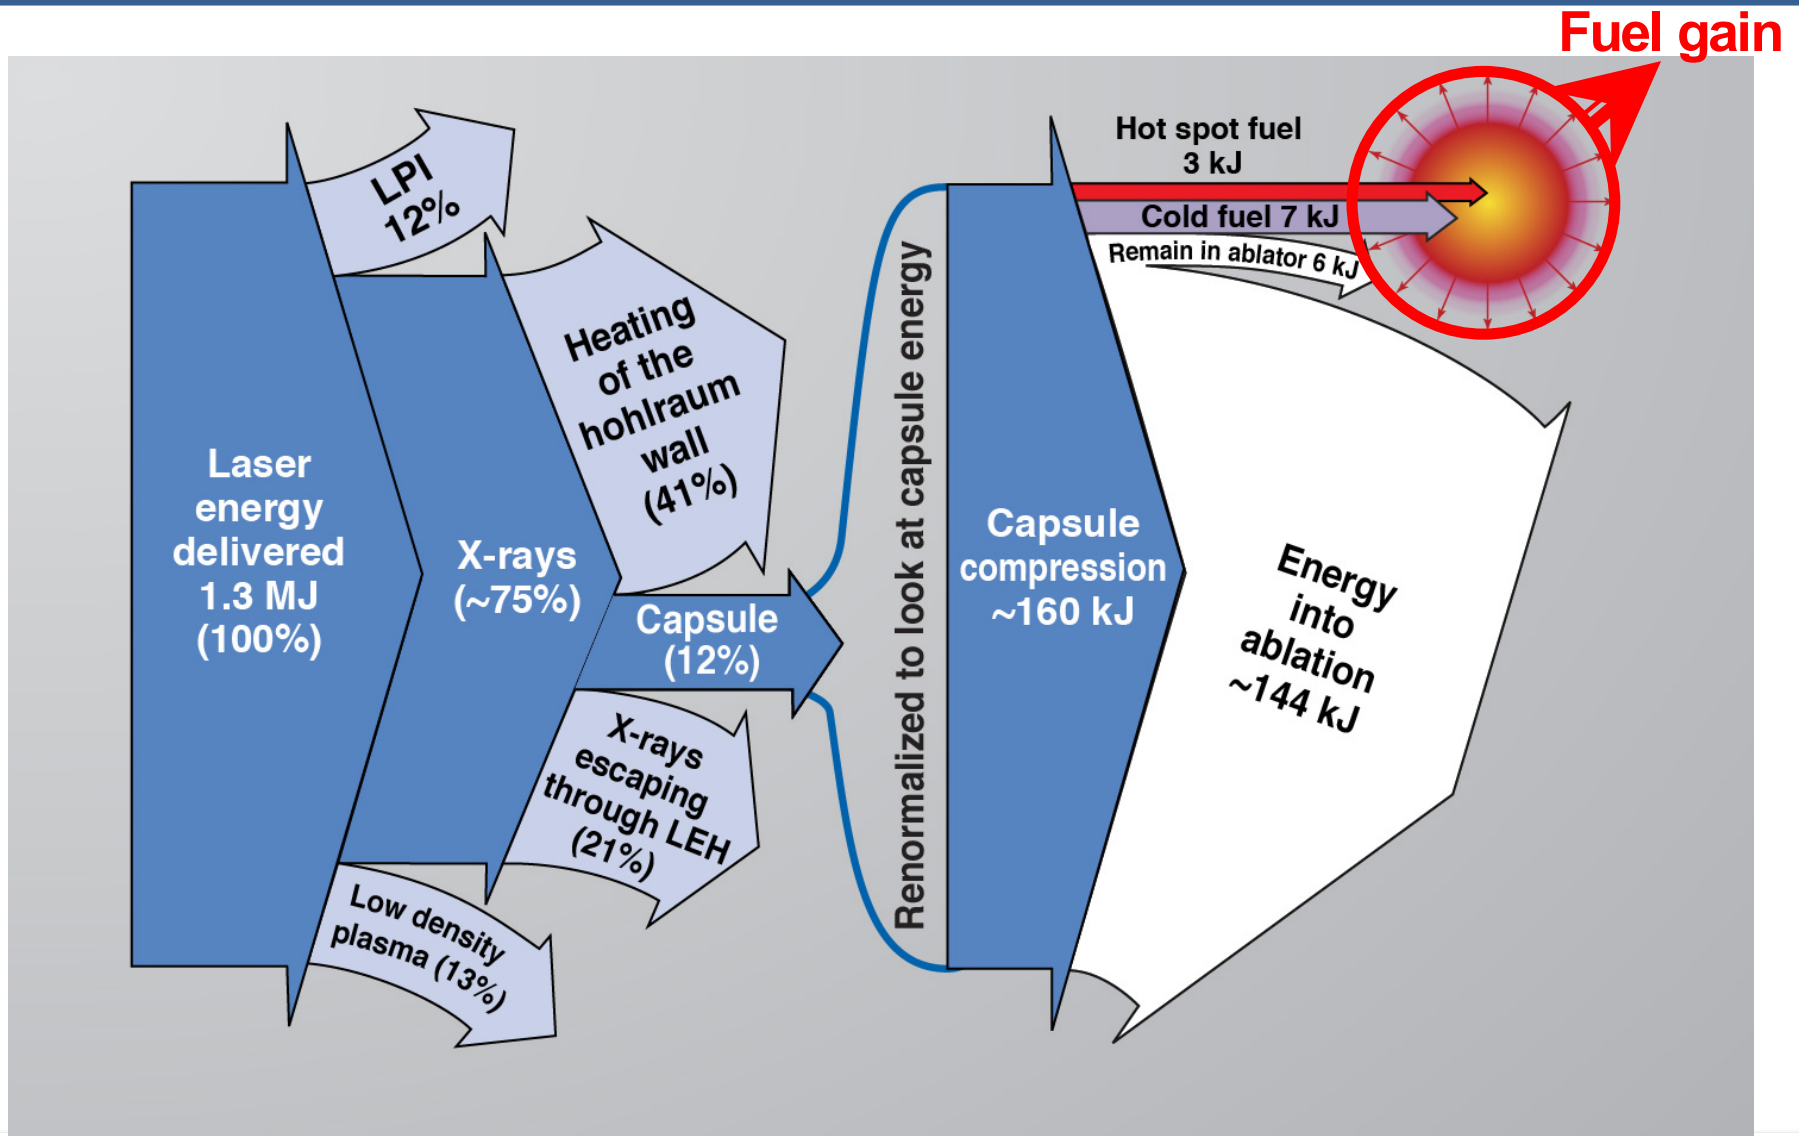 Fuel gain
LPI
12%
Laser
energy
delivered
1.3 MJ
(100%)
X-rays
(~75%)
Heating
of the
hohlraum
wall
(41%)
Capsule
(12%)
X-rays
escaping
through LEH
(21%)
Low density
plasma (13%)
Renormalized to look at capsule energy
Capsule
compression
~160 kJ
Hot spot fuel
3 kJ
Cold fuel 7 kJ
Remain in ablator 6 kJ
Energy
into
ablation
~144 kJ